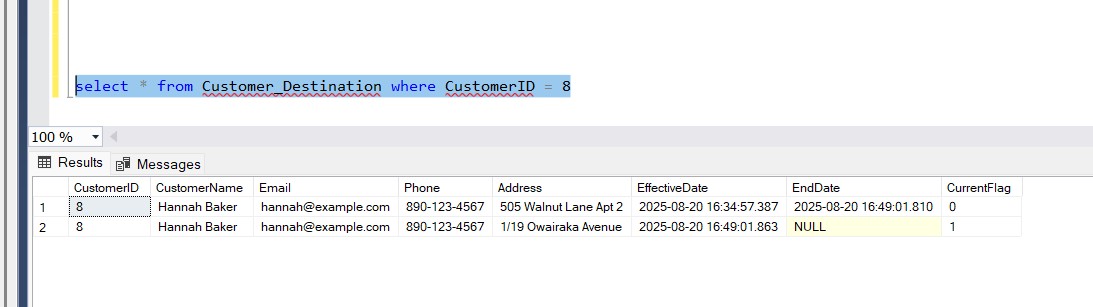 select * from Customer_Destination where CustomerID = 8
100 %
Results Messages
CustomerID CustomerName Email Phone Address EffectiveDate EndDate CurrentFlag
1 8 Hannah Baker hannah@example.com 890-123-4567 505 Walnut Lane Apt 2 2025-08-20 16:34:57.387 2025-08-20 16:49:01.810 0
2 8 Hannah Baker hannah@example.com 890-123-4567 1/19 Owairaka Avenue 2025-08-20 16:49:01.863 NULL 1